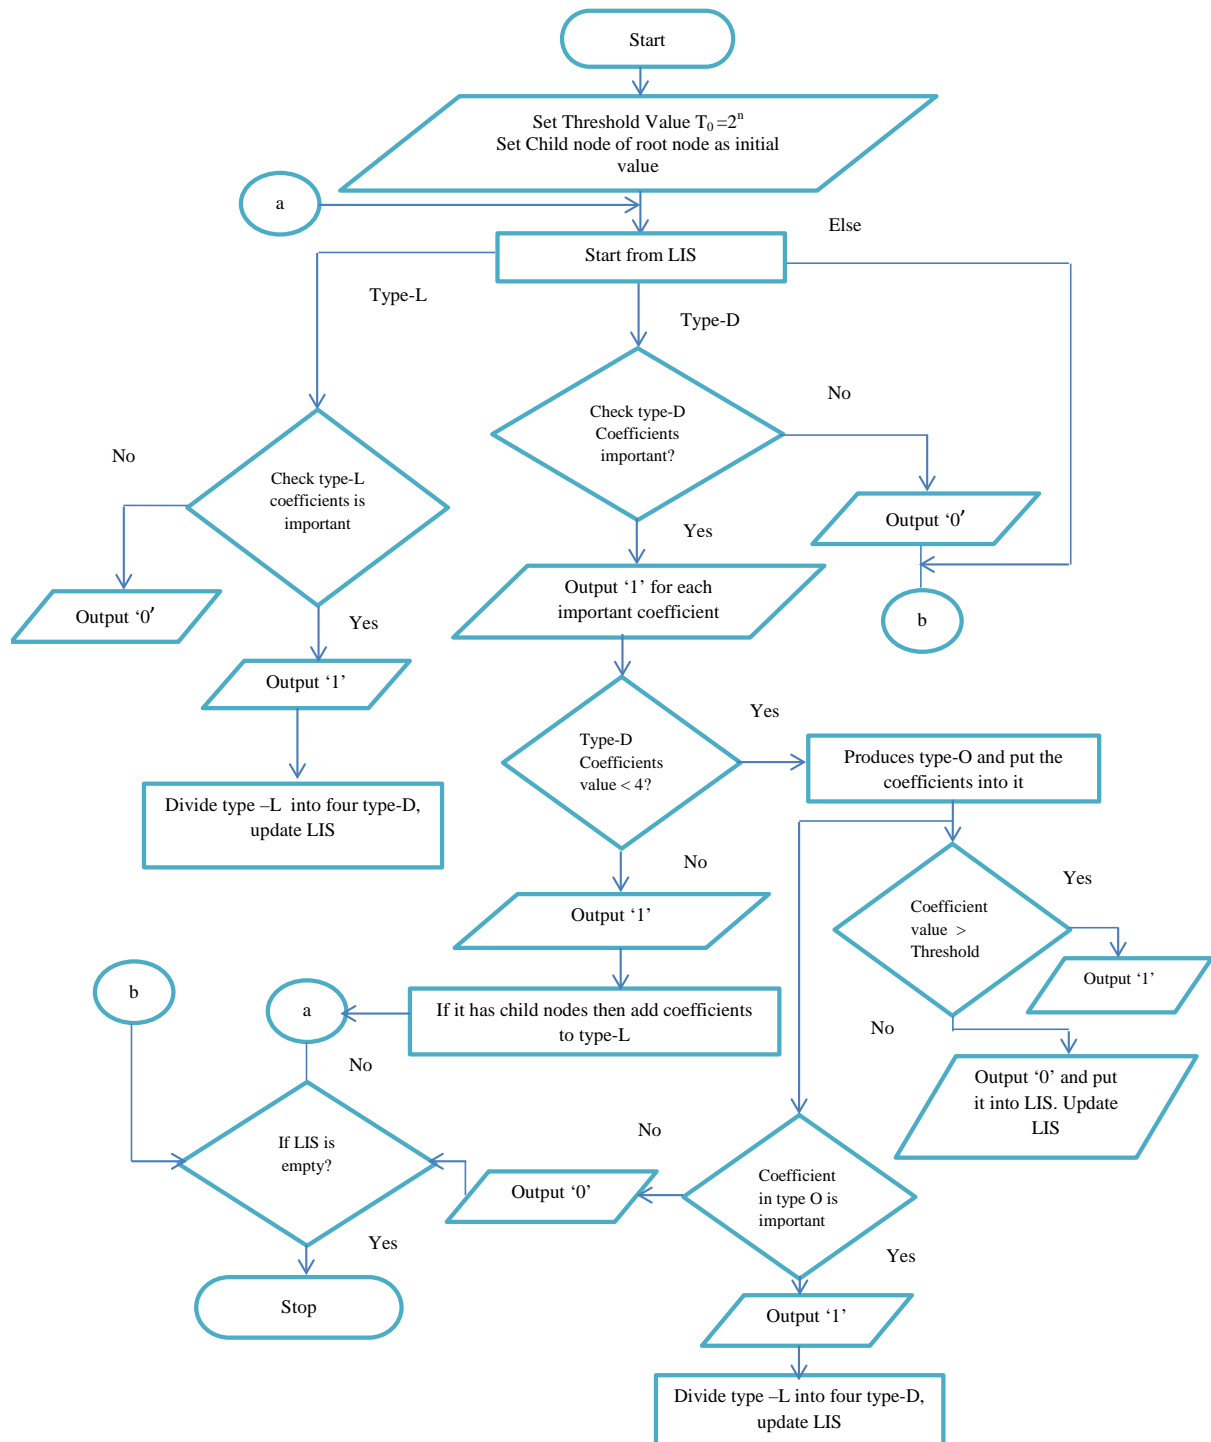 Start
Set Threshold Value T₀ =2ⁿ
Set Child node of root node as initial
value
a
Else
Start from LIS
Type-L
Type-D
No
Check type-D
Coefficients
important?
No
Check type-L
coefficients is
important
Output ‘0′
Yes
Output ‘1’ for each
important coefficient
b
Output ‘0′
Yes
Output ‘1’
Yes
Type-D
Coefficients
value < 4?
Produces type-O and put the
coefficients into it
Divide type –L into four type-D,
update LIS
No
Yes
Output ‘1’
Coefficient
value >
Threshold
Output ‘1’
b
a
If it has child nodes then add coefficients
to type-L
No
No
Output ‘0’ and put
it into LIS. Update
LIS
If LIS is
empty?
No
Output ‘0’
Coefficient
in type O is
important
Yes
Yes
Stop
Output ‘1’
Divide type –L into four type-D,
update LIS